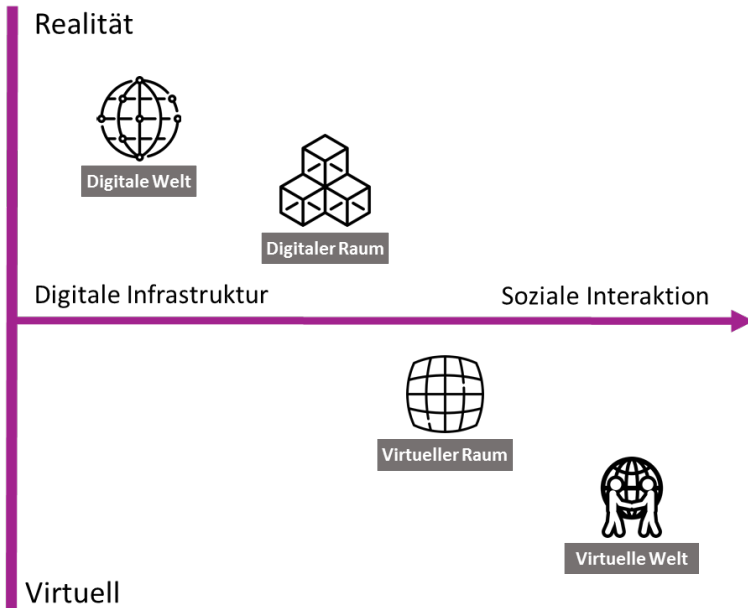 Realität
Digitale Welt
Digitaler Raum
Digitale Infrastruktur
Soziale Interaktion
Virtueller Raum
Virtuelle Welt
Virtuell